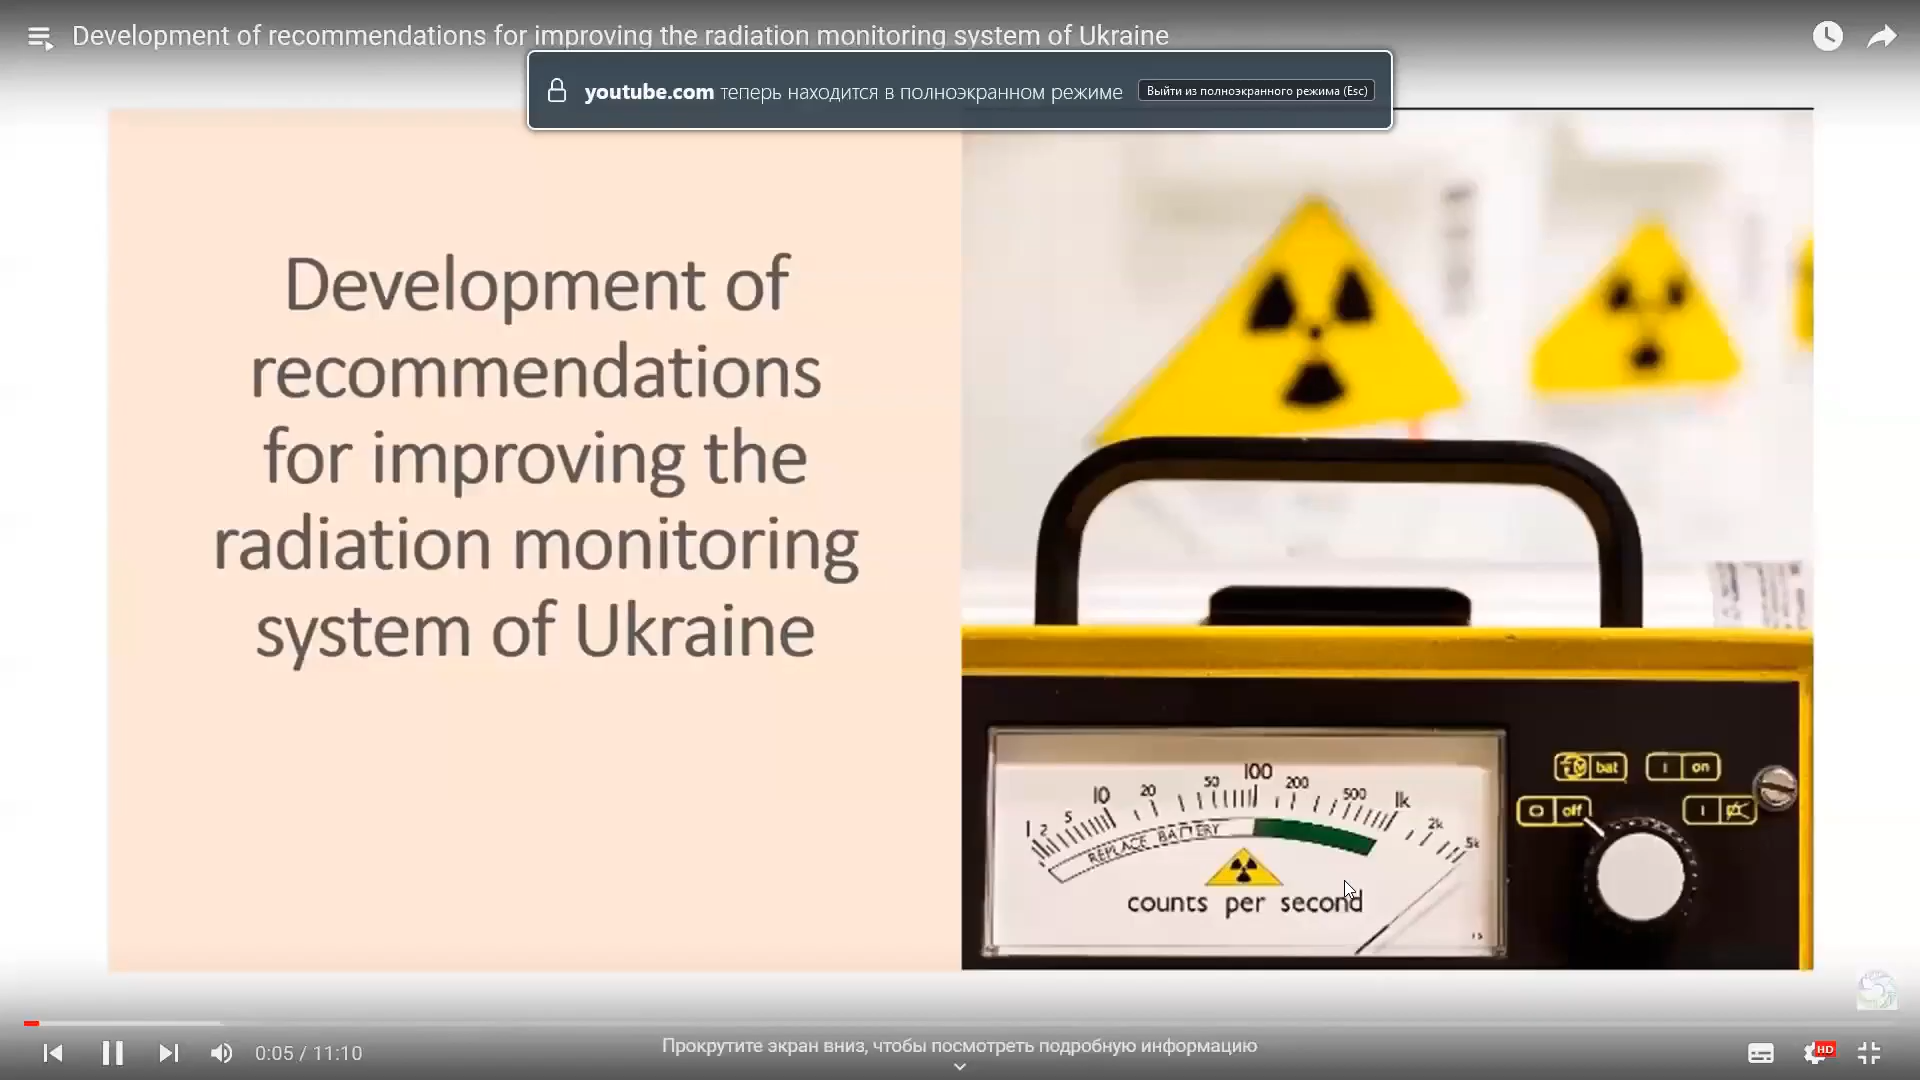 Development of recommendations for improving the radiation monitoring system of Ukraine
youtube.com теперь находится в полноэкранном режиме Выйти из полноэкранного режима (Esc)
Development of
recommendations
for improving the
radiation monitoring
system of Ukraine
1 2 5 10 20 50 100 200 500 1k 2k 5k
REPLACE BATTERY
counts per second
bat
on
off
0:05 / 11:10
Прокрутите экран вниз, чтобы посмотреть подробную информацию
HD